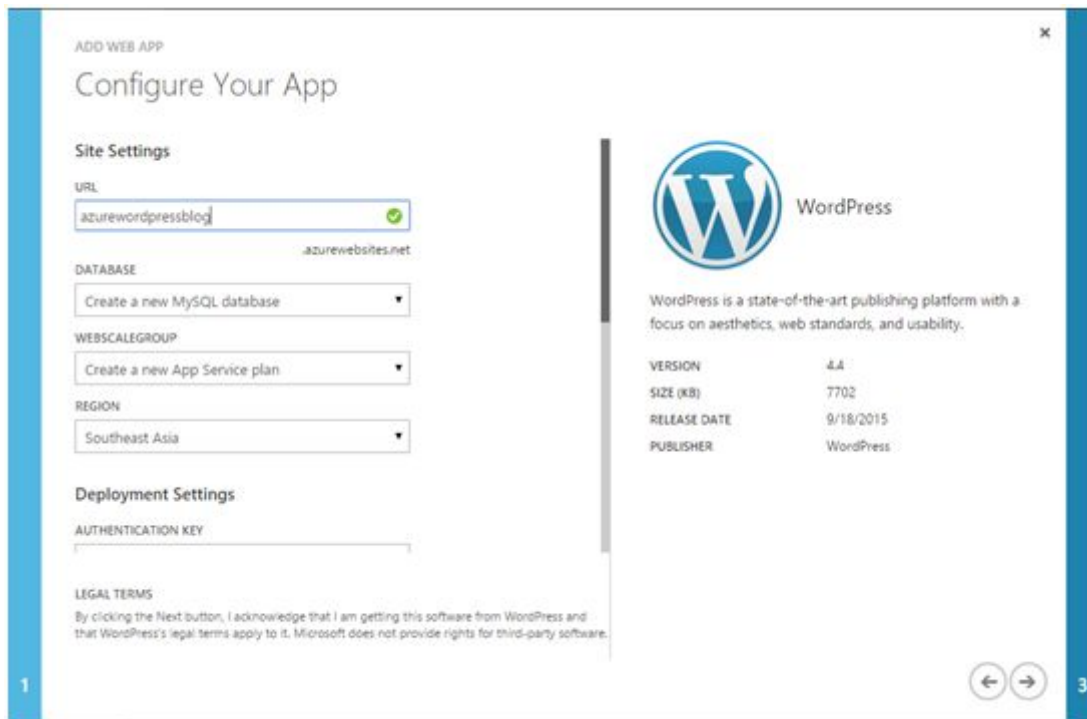 ADD WEB APP
Configure Your App
Site Settings
URL
azurewordpressblog
.azurewebsites.net
DATABASE
Create a new MySQL database
WEBSCALEGROUP
Create a new App Service plan
REGION
Southeast Asia
Deployment Settings
AUTHENTICATION KEY
LEGAL TERMS
By clicking the Next button, I acknowledge that I am getting this software from WordPress and
that WordPress's legal terms apply to it. Microsoft does not provide rights for third-party software.
WordPress
WordPress is a state-of-the-art publishing platform with a
focus on aesthetics, web standards, and usability.
VERSION 4.4
SIZE (KB) 7702
RELEASE DATE 9/18/2015
PUBLISHER WordPress
1
3